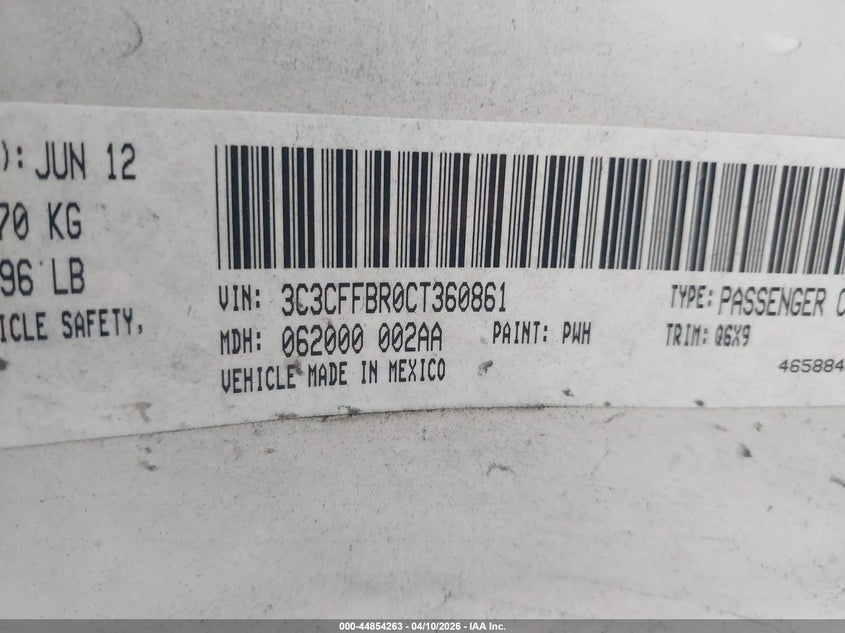 ): JUN 12
70 KG
96 LB
ICLE SAFETY,
VIN: 3C3CFFBR0CT360861
TYPE: PASSENGER C
MDH: 062000 002AA
PAINT: PWH
TRIM: Q6X9
VEHICLE MADE IN MEXICO
465884
000-44854263 - 04/10/2026 - IAA Inc.